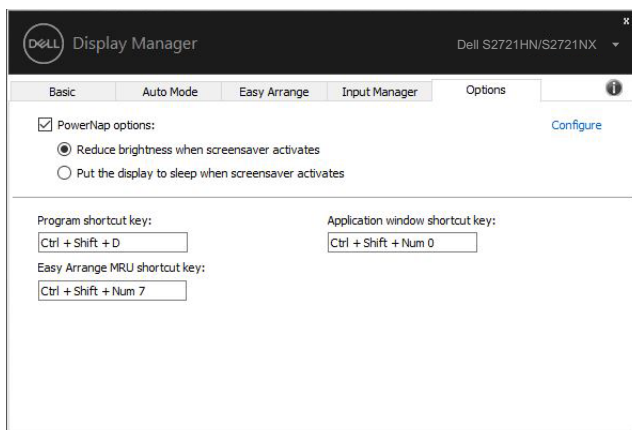 x
DELL Display Manager Dell S2721HN/S2721NX
Basic Auto Mode Easy Arrange Input Manager Options i
PowerNap options: Configure
Reduce brightness when screensaver activates
Put the display to sleep when screensaver activates
Program shortcut key: Application window shortcut key:
Ctrl + Shift + D Ctrl + Shift + Num 0
Easy Arrange MRU shortcut key:
Ctrl + Shift + Num 7